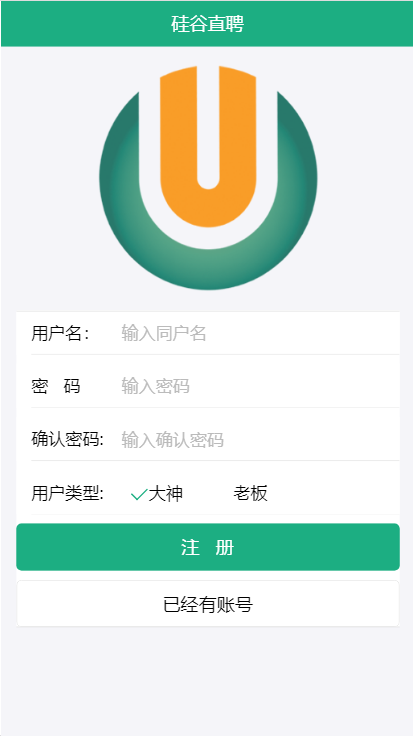 硅谷直聘
用户名： 输入同户名
密 码 输入密码
确认密码: 输入确认密码
用户类型: 大神 老板
注 册
已经有账号